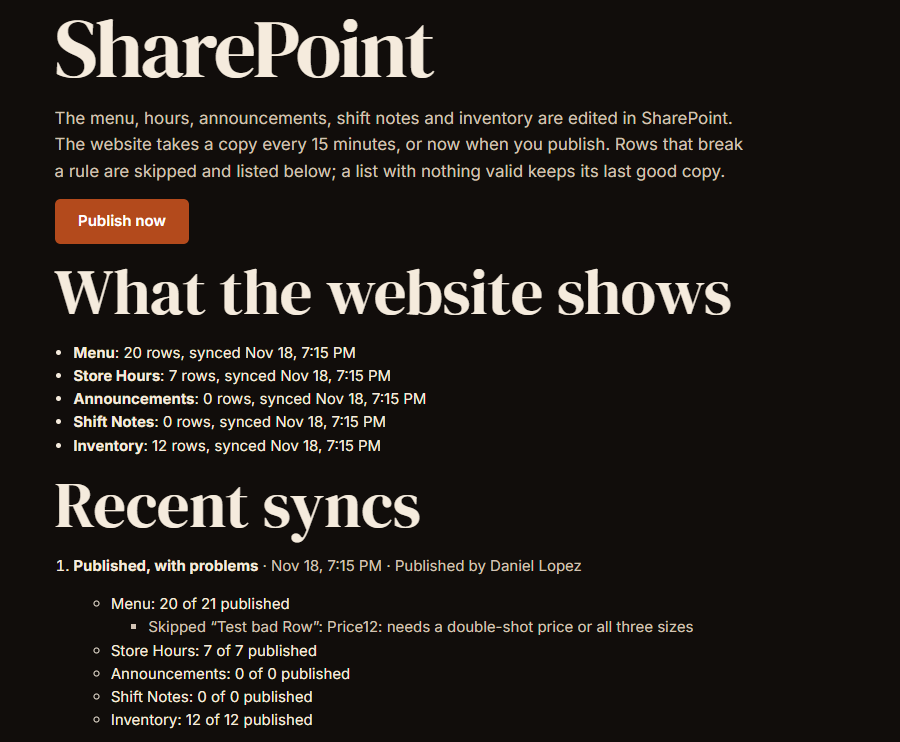 SharePoint
The menu, hours, announcements, shift notes and inventory are edited in SharePoint.
The website takes a copy every 15 minutes, or now when you publish. Rows that break
a rule are skipped and listed below; a list with nothing valid keeps its last good copy.
Publish now
What the website shows
• Menu: 20 rows, synced Nov 18, 7:15 PM
• Store Hours: 7 rows, synced Nov 18, 7:15 PM
• Announcements: 0 rows, synced Nov 18, 7:15 PM
• Shift Notes: 0 rows, synced Nov 18, 7:15 PM
• Inventory: 12 rows, synced Nov 18, 7:15 PM
Recent syncs
1. Published, with problems · Nov 18, 7:15 PM · Published by Daniel Lopez
◦ Menu: 20 of 21 published
▪ Skipped “Test bad Row”: Price12: needs a double-shot price or all three sizes
◦ Store Hours: 7 of 7 published
◦ Announcements: 0 of 0 published
◦ Shift Notes: 0 of 0 published
◦ Inventory: 12 of 12 published